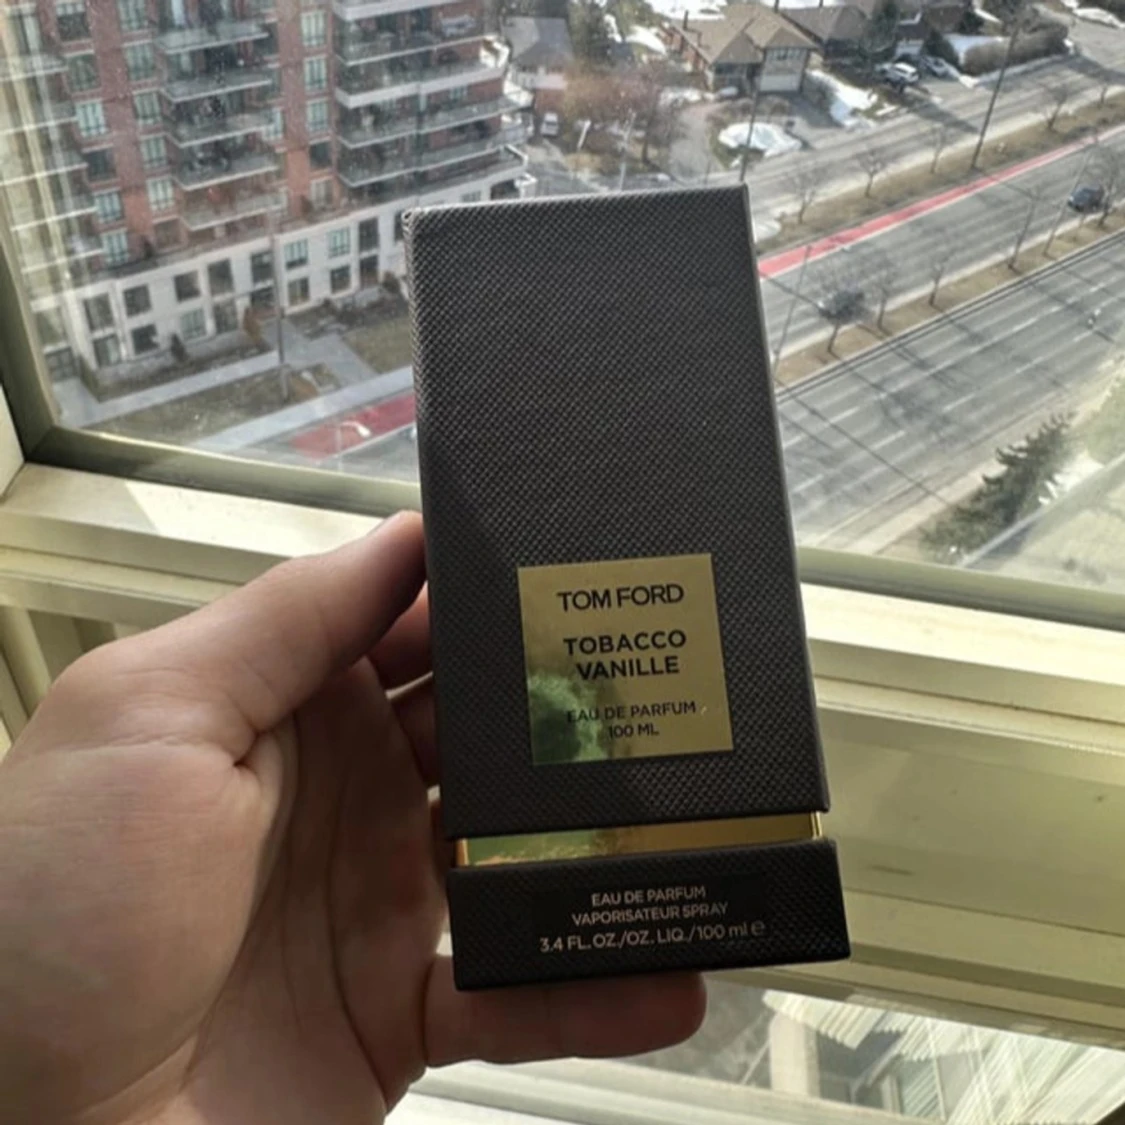 TOM FORD
TOBACCO
VANILLE
EAU DE PARFUM
100 ML
EAU DE PARFUM
VAPORISATEUR SPRAY
3.4 FL. OZ./OZ. LIQ./100 ml ℮